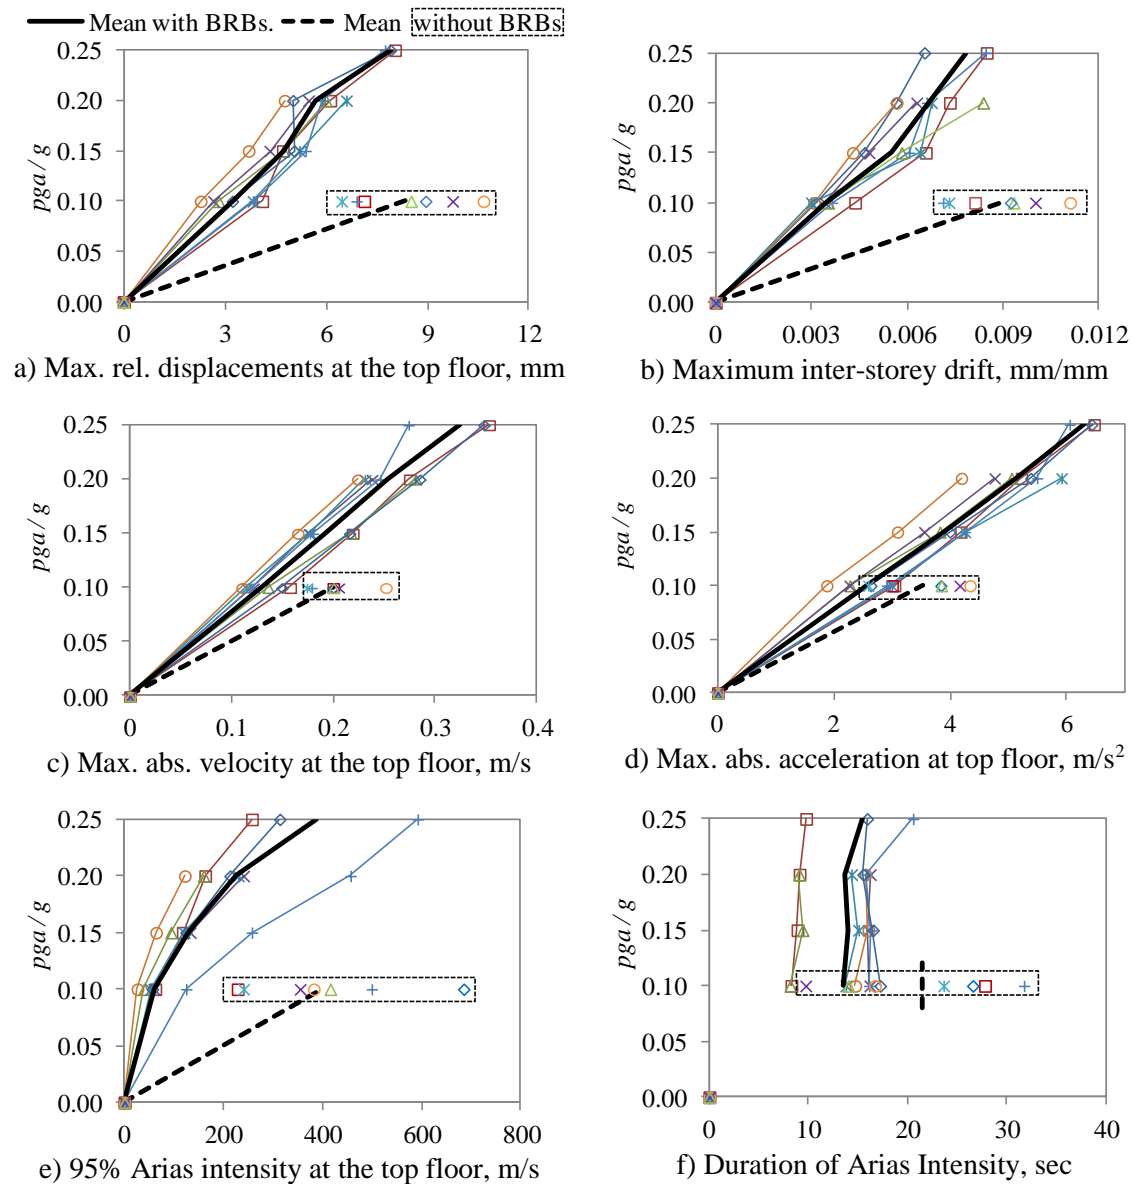 Mean with BRBs. Mean without BRBs
0.25 0.25
0.20 0.20
0.15 0.15
0.10 0.10
0.05 0.05
0.00 0.00
pga / g pga / g
0 3 6 9 12 0 0.003 0.006 0.009 0.012
a) Max. rel. displacements at the top floor, mm
b) Maximum inter-storey drift, mm/mm
0.25 0.25
0.20 0.20
0.15 0.15
0.10 0.10
0.05 0.05
0.00 0.00
pga / g pga / g
0 0.1 0.2 0.3 0.4 0 2 4 6
c) Max. abs. velocity at the top floor, m/s
d) Max. abs. acceleration at top floor, m/s²
0.25 0.25
0.20 0.20
0.15 0.15
0.10 0.10
0.05 0.05
0.00 0.00
pga / g pga / g
0 200 400 600 800 0 10 20 30 40
e) 95% Arias intensity at the top floor, m/s
f) Duration of Arias Intensity, sec